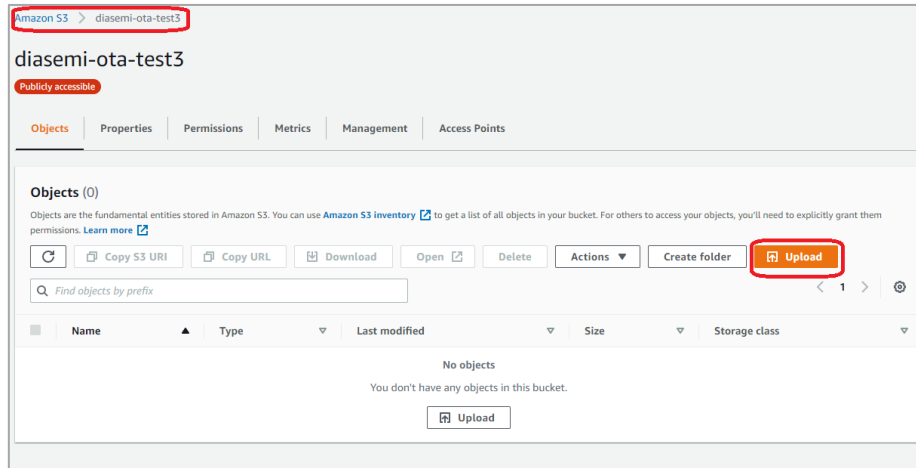 Amazon S3 > diasemi-ota-test3
diasemi-ota-test3
Publicly accessible
Objects Properties Permissions Metrics Management Access Points
Objects (0)
Objects are the fundamental entities stored in Amazon S3. You can use Amazon S3 inventory to get a list of all objects in your bucket. For others to access your objects, you'll need to explicitly grant them
permissions. Learn more
Copy S3 URI Copy URL Download Open Delete Actions Create folder Upload
Find objects by prefix < 1 >
Name Type Last modified Size Storage class
No objects
You don't have any objects in this bucket.
Upload